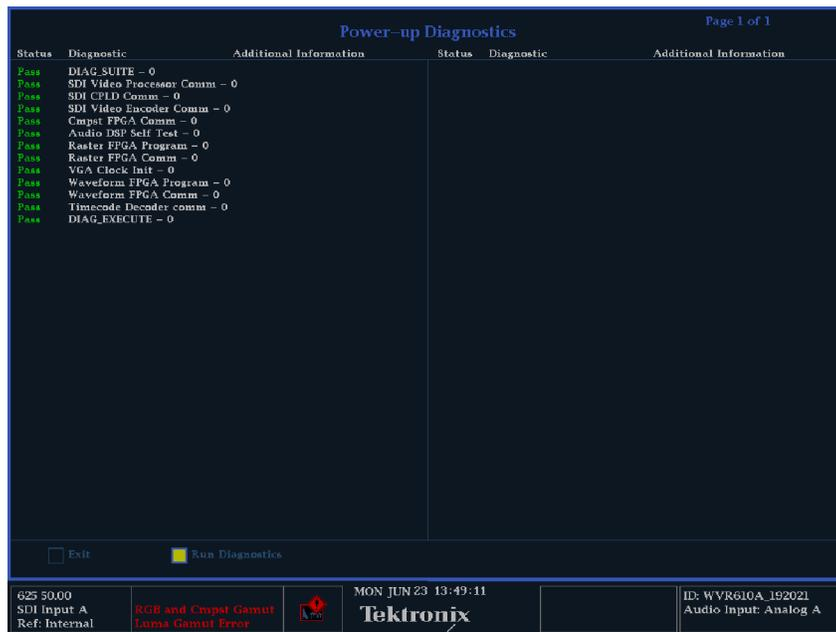 Page 1 of 1
Power-up Diagnostics
Status Diagnostic Additional Information Status Diagnostic Additional Information
Pass DIAG_SUITE - 0
Pass SDI Video Processor Comm - 0
Pass SDI CPLD Comm - 0
Pass SDI Video Encoder Comm - 0
Pass Cmpst FPGA Comm - 0
Pass Audio DSP Self Test - 0
Pass Raster FPGA Program - 0
Pass Raster FPGA Comm - 0
Pass VGA Clock Init - 0
Pass Waveform FPGA Program - 0
Pass Waveform FPGA Comm - 0
Pass Timecode Decoder comm - 0
Pass DIAG_EXECUTE - 0
Exit Run Diagnostics
625 50.00
SDI Input A
Ref: Internal
RGB and Cmpst Gamut
Luma Gamut Error
MON JUN 23 13:49:11
Tektronix
ID: WVR610A_192021
Audio Input: Analog A